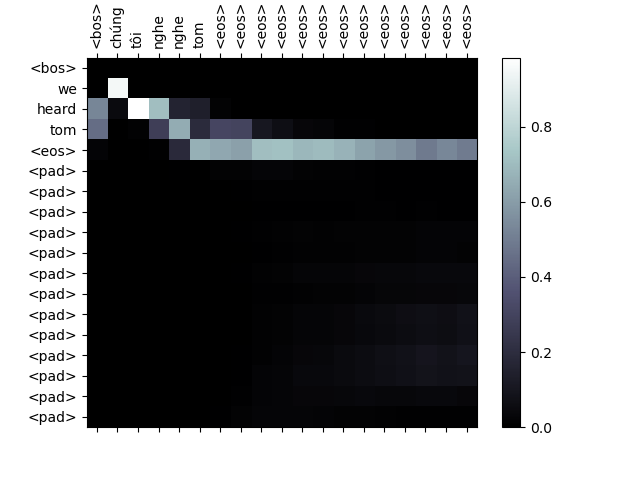 <bos> chúng tôi nghe nghe tom <eos> <eos> <eos> <eos> <eos> <eos> <eos> <eos> <eos> <eos> <eos> <eos> <eos>
<bos>
we
heard
tom
<eos>
<pad>
<pad>
<pad>
<pad>
<pad>
<pad>
<pad>
<pad>
<pad>
<pad>
<pad>
<pad>
<pad>
0.8
0.6
0.4
0.2
0.0